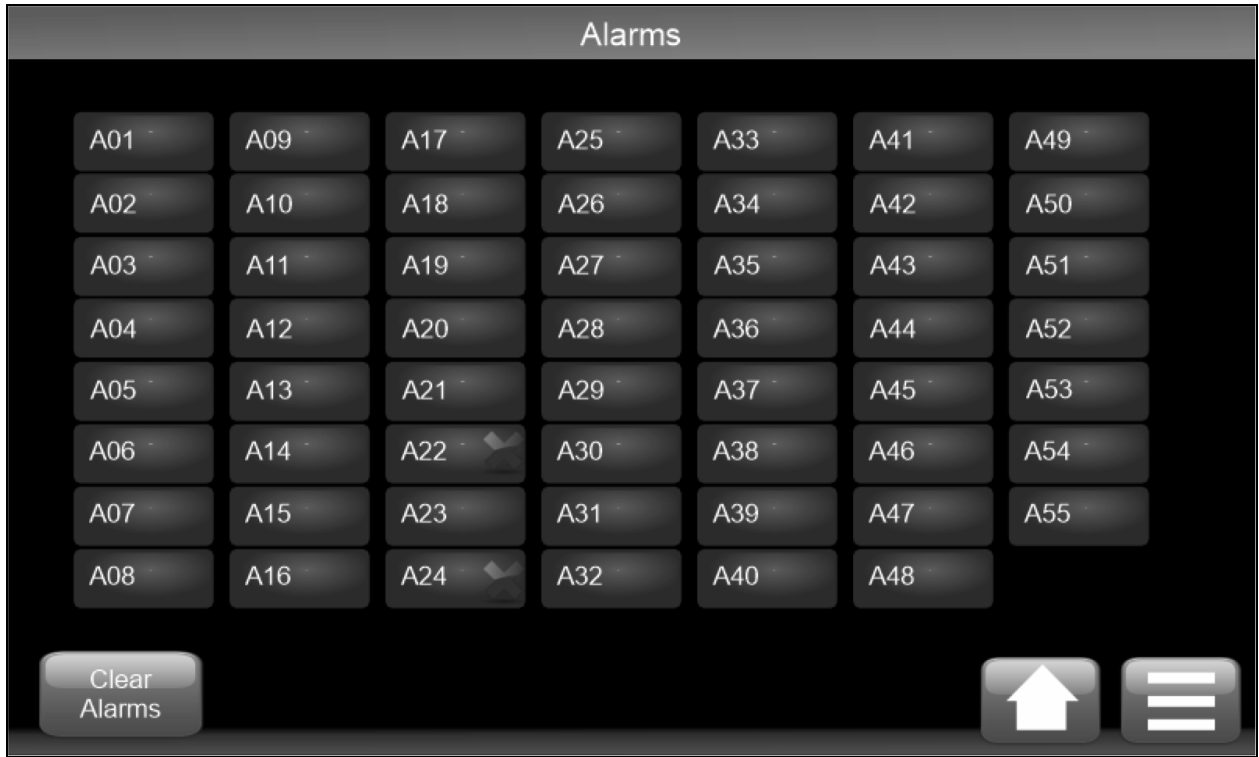 Alarms
A01 A09 A17 A25 A33 A41 A49
A02 A10 A18 A26 A34 A42 A50
A03 A11 A19 A27 A35 A43 A51
A04 A12 A20 A28 A36 A44 A52
A05 A13 A21 A29 A37 A45 A53
A06 A14 A22 A30 A38 A46 A54
A07 A15 A23 A31 A39 A47 A55
A08 A16 A24 A32 A40 A48
Clear
Alarms